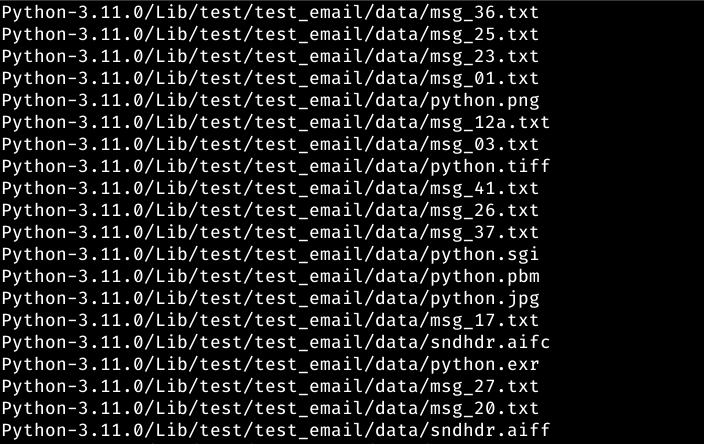 Python-3.11.0/Lib/test/test_email/data/msg_36.txt
Python-3.11.0/Lib/test/test_email/data/msg_25.txt
Python-3.11.0/Lib/test/test_email/data/msg_23.txt
Python-3.11.0/Lib/test/test_email/data/msg_01.txt
Python-3.11.0/Lib/test/test_email/data/python.png
Python-3.11.0/Lib/test/test_email/data/msg_12a.txt
Python-3.11.0/Lib/test/test_email/data/msg_03.txt
Python-3.11.0/Lib/test/test_email/data/python.tiff
Python-3.11.0/Lib/test/test_email/data/msg_41.txt
Python-3.11.0/Lib/test/test_email/data/msg_26.txt
Python-3.11.0/Lib/test/test_email/data/msg_37.txt
Python-3.11.0/Lib/test/test_email/data/python.sgi
Python-3.11.0/Lib/test/test_email/data/python.pbm
Python-3.11.0/Lib/test/test_email/data/python.jpg
Python-3.11.0/Lib/test/test_email/data/msg_17.txt
Python-3.11.0/Lib/test/test_email/data/sndhdr.aifc
Python-3.11.0/Lib/test/test_email/data/python.exr
Python-3.11.0/Lib/test/test_email/data/msg_27.txt
Python-3.11.0/Lib/test/test_email/data/msg_20.txt
Python-3.11.0/Lib/test/test_email/data/sndhdr.aiff